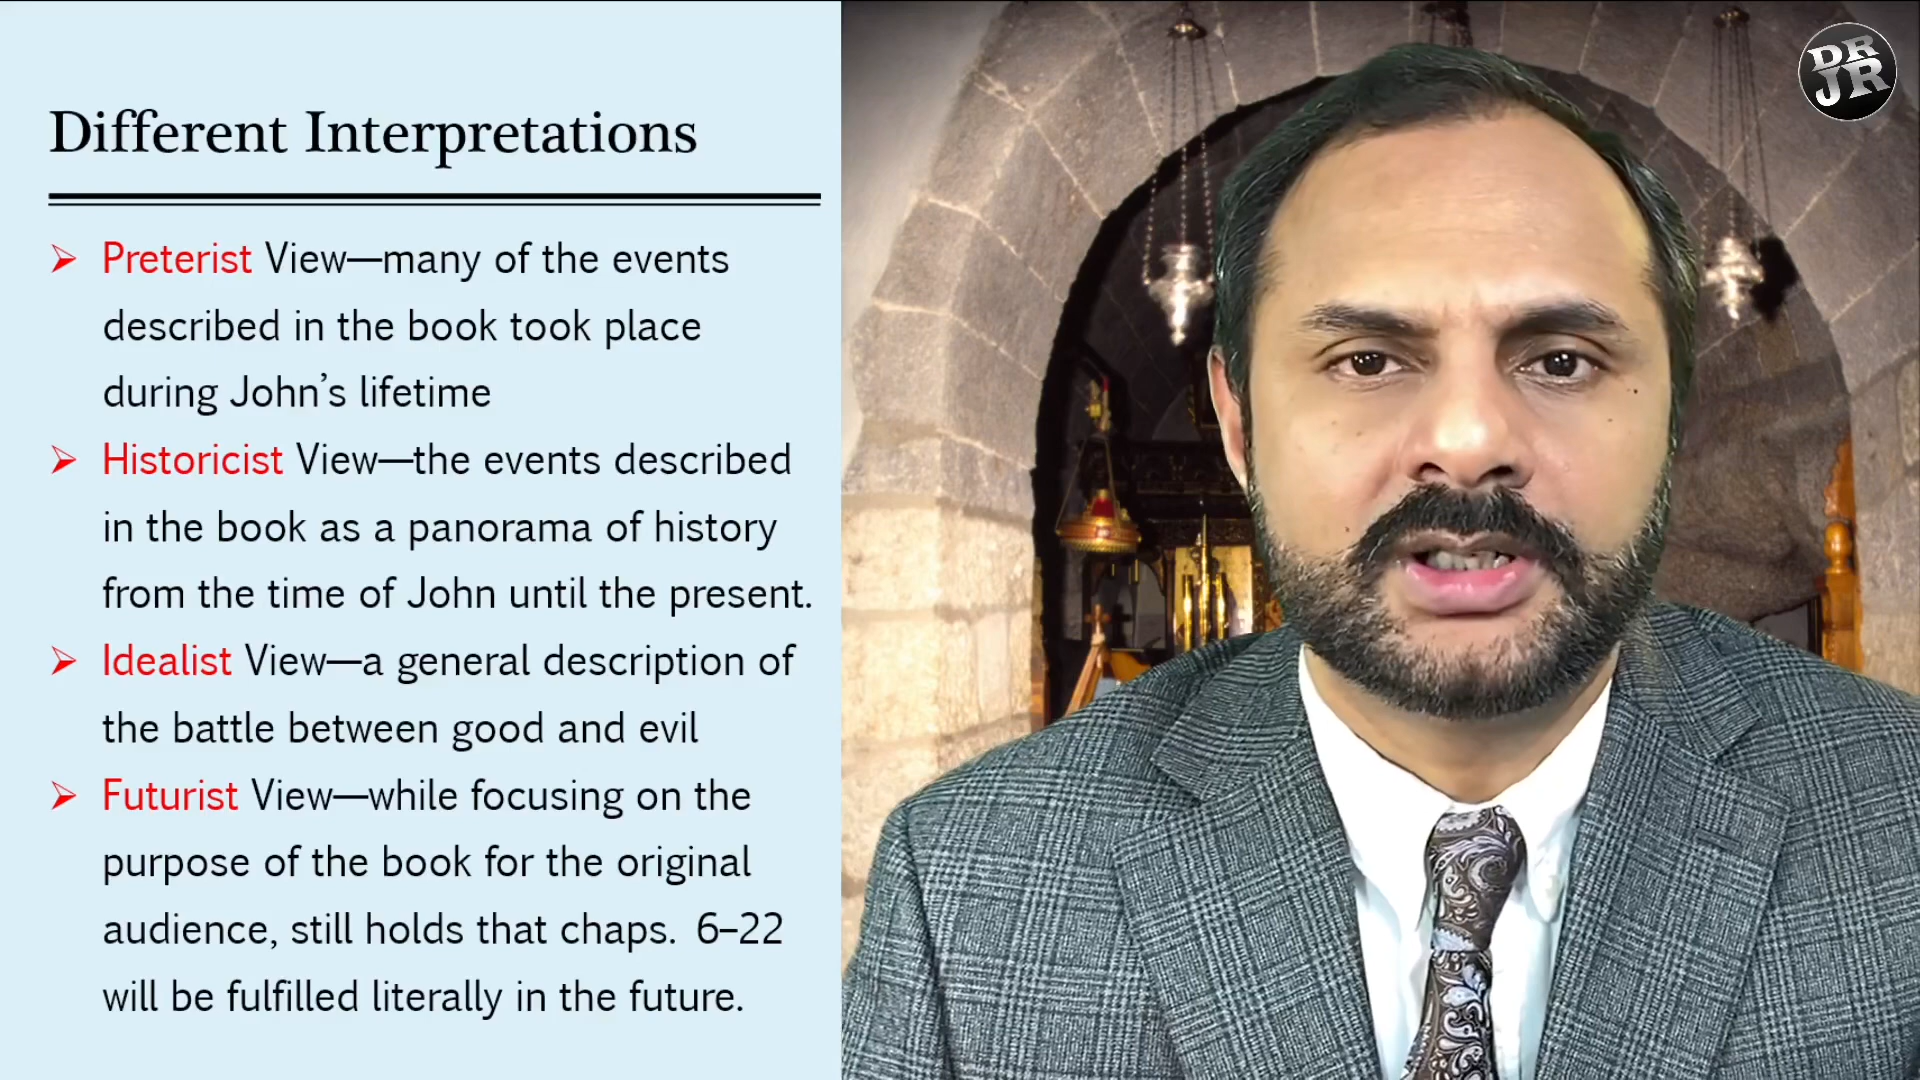 Different Interpretations
Preterist View—many of the events
described in the book took place
during John’s lifetime
Historicist View—the events described
in the book as a panorama of history
from the time of John until the present.
Idealist View—a general description of
the battle between good and evil
Futurist View—while focusing on the
purpose of the book for the original
audience, still holds that chaps. 6–22
will be fulfilled literally in the future.
DR
JR